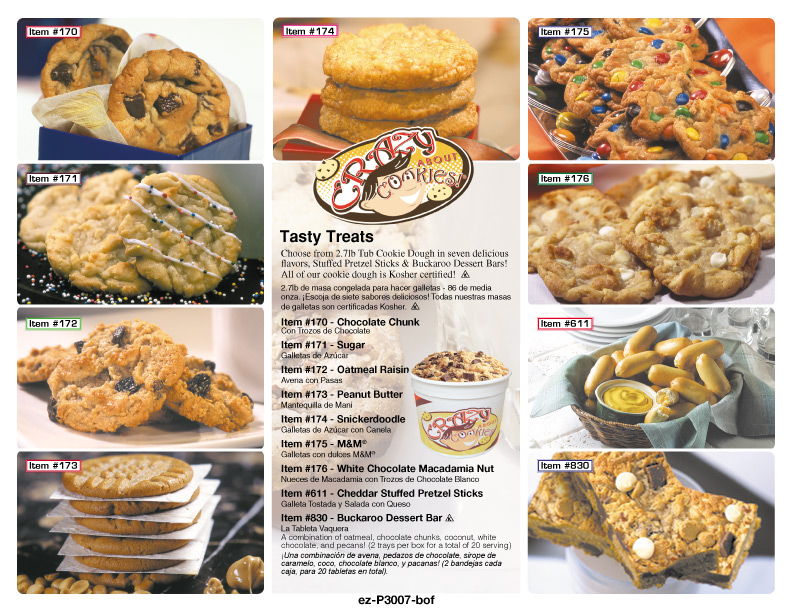 Item #170
Item #174
Item #175
Item #171
Item #176
CRAZY
ABOUT
COOKIES!
Tasty Treats
Choose from 2.7lb Tub Cookie Dough in seven delicious
flavors, Stuffed Pretzel Sticks & Buckaroo Dessert Bars!
All of our cookie dough is Kosher certified!
2.7lb de masa congelada para hacer galletas - 86 de media
onza. ¡Escoja de siete sabores deliciosos! Todas nuestras masas
de galletas son certificadas Kosher.
Item #172
Item #611
Item #170 - Chocolate Chunk
Con Trozos de Chocolate
Item #171 - Sugar
Galletas de Azúcar
Item #172 - Oatmeal Raisin
Avena con Pasas
Item #173 - Peanut Butter
Mantequilla de Mani
Item #174 - Snickerdoodle
Galletas de Azúcar con Canela
Item #175 - M&M®
Galletas con dulces M&M®
CRAZY
ABOUT
COOKIES!
Item #173
Item #830
Item #176 - White Chocolate Macadamia Nut
Nueces de Macadamia con Trozos de Chocolate Blanco
Item #611 - Cheddar Stuffed Pretzel Sticks
Galleta Tostada y Salada con Queso
Item #830 - Buckaroo Dessert Bar
La Tableta Vaquera
A combination of oatmeal, chocolate chunks, coconut, white
chocolate, and pecans! (2 trays per box for a total of 20 serving)
¡Una combinación de avena, pedazos de chocolate, sirope de
caramelo, coco, chocolate blanco, y pacanas! (2 bandejas cada
caja, para 20 tabletas en total).
ez-P3007-bof